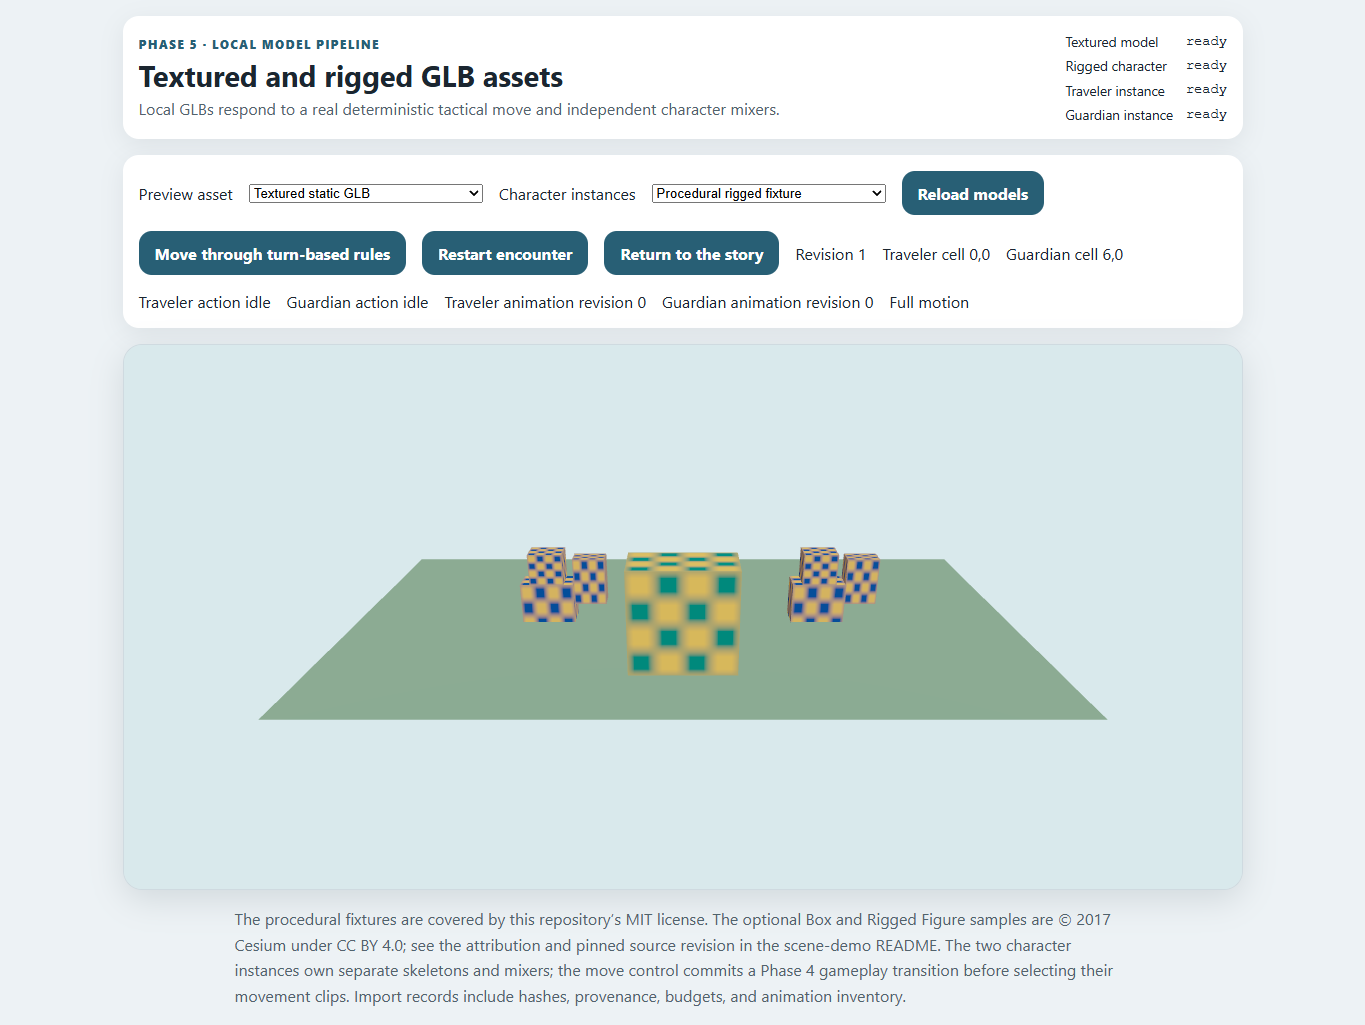 PHASE 5 · LOCAL MODEL PIPELINE
Textured and rigged GLB assets
Local GLBs respond to a real deterministic tactical move and independent character mixers.
Textured model ready
Rigged character ready
Traveler instance ready
Guardian instance ready
Preview asset Textured static GLB Character instances Procedural rigged fixture Reload models
Move through turn-based rules Restart encounter Return to the story Revision 1 Traveler cell 0,0 Guardian cell 6,0
Traveler action idle Guardian action idle Traveler animation revision 0 Guardian animation revision 0 Full motion
The procedural fixtures are covered by this repository’s MIT license. The optional Box and Rigged Figure samples are © 2017
Cesium under CC BY 4.0; see the attribution and pinned source revision in the scene-demo README. The two character
instances own separate skeletons and mixers; the move control commits a Phase 4 gameplay transition before selecting their
movement clips. Import records include hashes, provenance, budgets, and animation inventory.